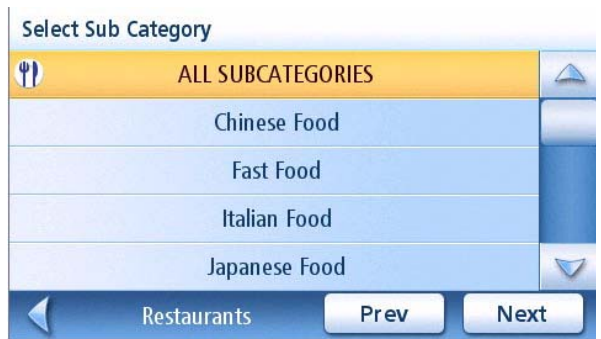 Select Sub Category
ALL SUBCATEGORIES
Chinese Food
Fast Food
Italian Food
Japanese Food
Restaurants Prev Next